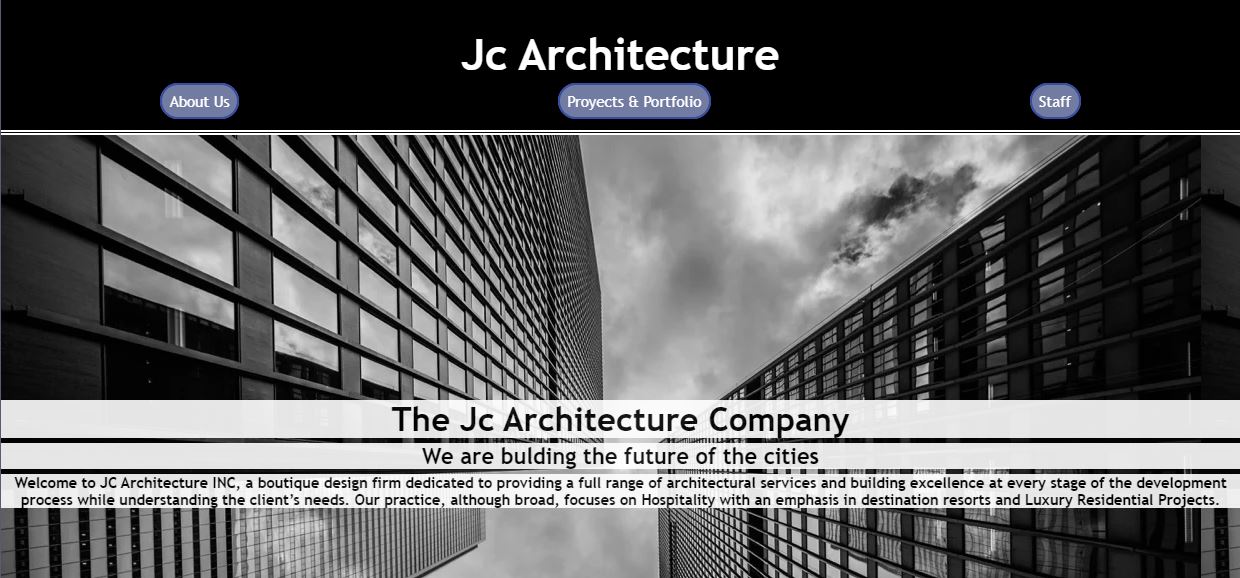 Jc Architecture
About Us
Proyects & Portfolio
Staff
The Jc Architecture Company
We are bulding the future of the cities
Welcome to JC Architecture INC, a boutique design firm dedicated to providing a full range of architectural services and building excellence at every stage of the development
process while understanding the client’s needs. Our practice, although broad, focuses on Hospitality with an emphasis in destination resorts and Luxury Residential Projects.